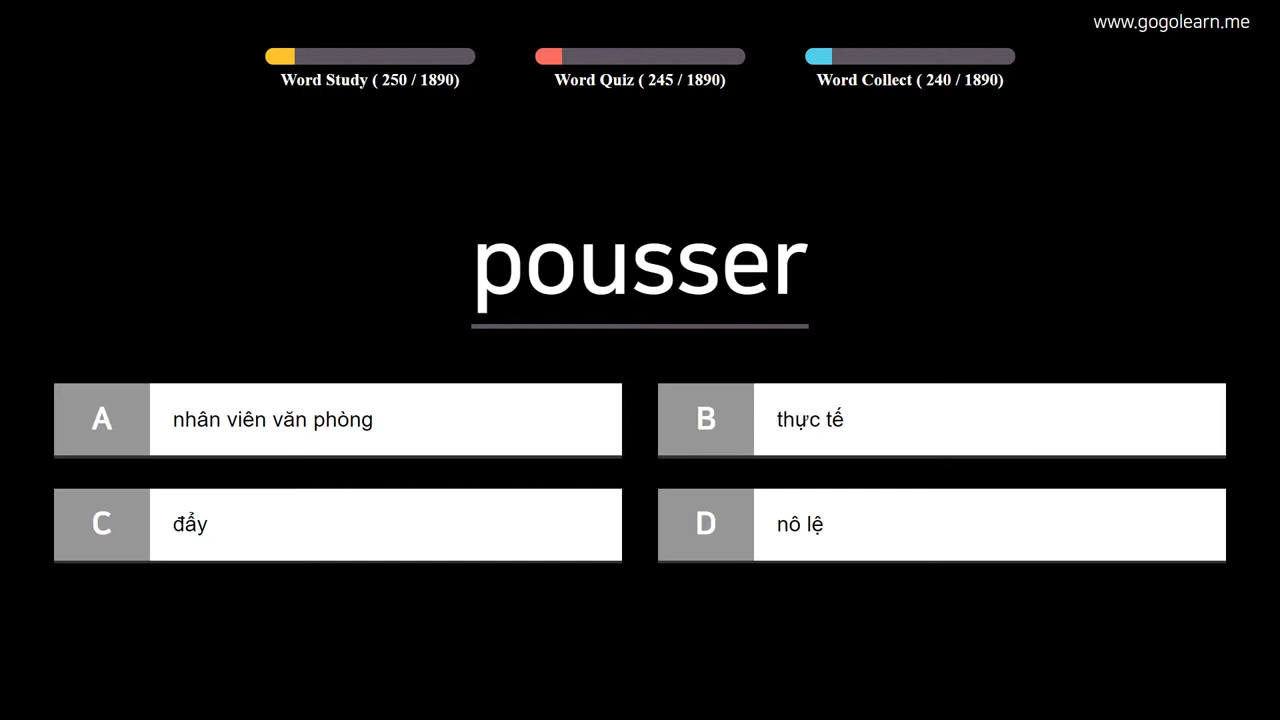 www.gogolearn.me
Word Study ( 250 / 1890)
Word Quiz ( 245 / 1890)
Word Collect ( 240 / 1890)
pousser
A nhân viên văn phòng
B thực tế
C đẩy
D nô lệ